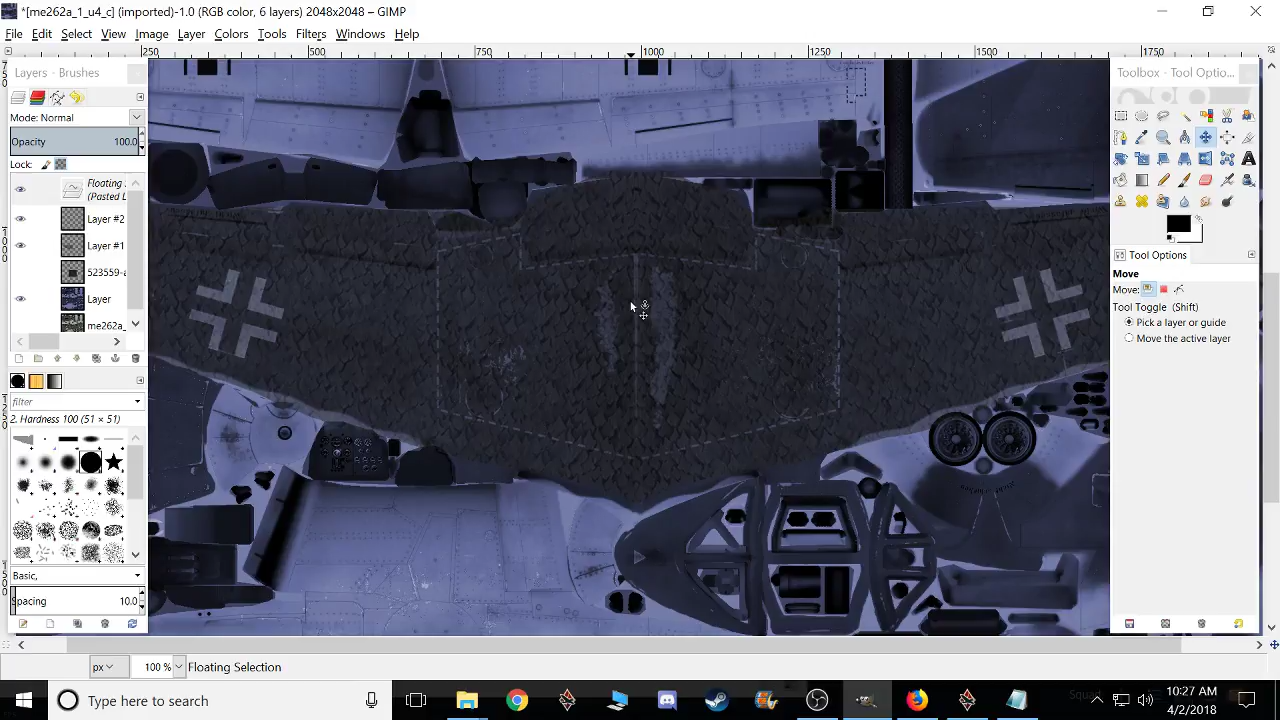 [me262a_1_u4_c] (imported)-1.0 (RGB color, 6 layers) 2048x2048 – GIMP
File Edit Select View Image Layer Colors Tools Filters Windows Help
250 500 750 1000 1250 1500 1750
Layers - Brushes
Toolbox - Tool Optio...
Mode: Normal
Opacity 100.0
Lock:
Floating .
(Pasted L
Layer #2
Layer #1
523559-a
Layer
me262a_
filter
2. Hardness 100 (51 × 51)
Basic,
Spacing 10.0
Tool Options
Move
Move:
Tool Toggle (Shift)
Pick a layer or guide
Move the active layer
px 100 % Floating Selection
Type here to search
Squad
10:27 AM
4/2/2018